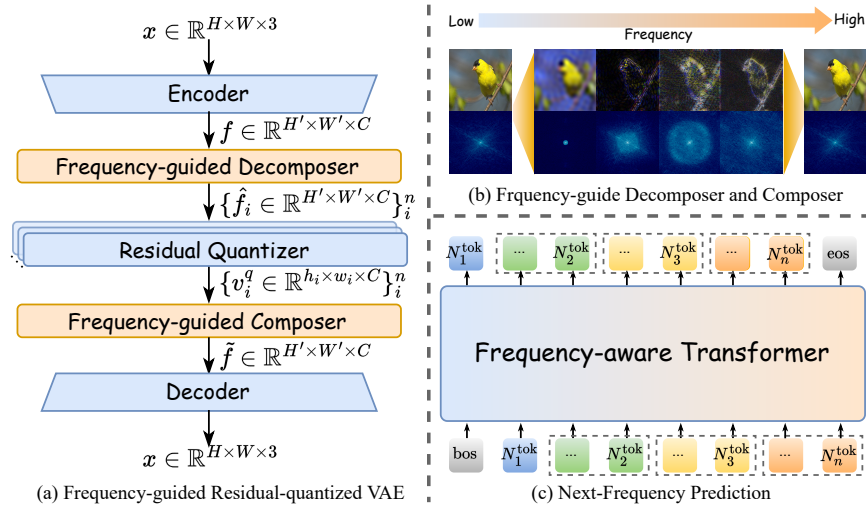 x ∈ ℝ^{H×W×3}
Encoder
f ∈ ℝ^{H′×W′×C}
Frequency-guided Decomposer
{f̂_i ∈ ℝ^{H′×W′×C}}_i^n
Residual Quantizer
{v_i^q ∈ ℝ^{h_i×w_i×C}}_i^n
Frequency-guided Composer
f̃ ∈ ℝ^{H′×W′×C}
Decoder
x ∈ ℝ^{H×W×3}
(a) Frequency-guided Residual-quantized VAE
Low High
Frequency
(b) Frquency-guide Decomposer and Composer
N_1^tok ... N_2^tok ... N_3^tok ... N_n^tok eos
Frequency-aware Transformer
bos N_1^tok ... N_2^tok ... N_3^tok ... N_n^tok
(c) Next-Frequency Prediction